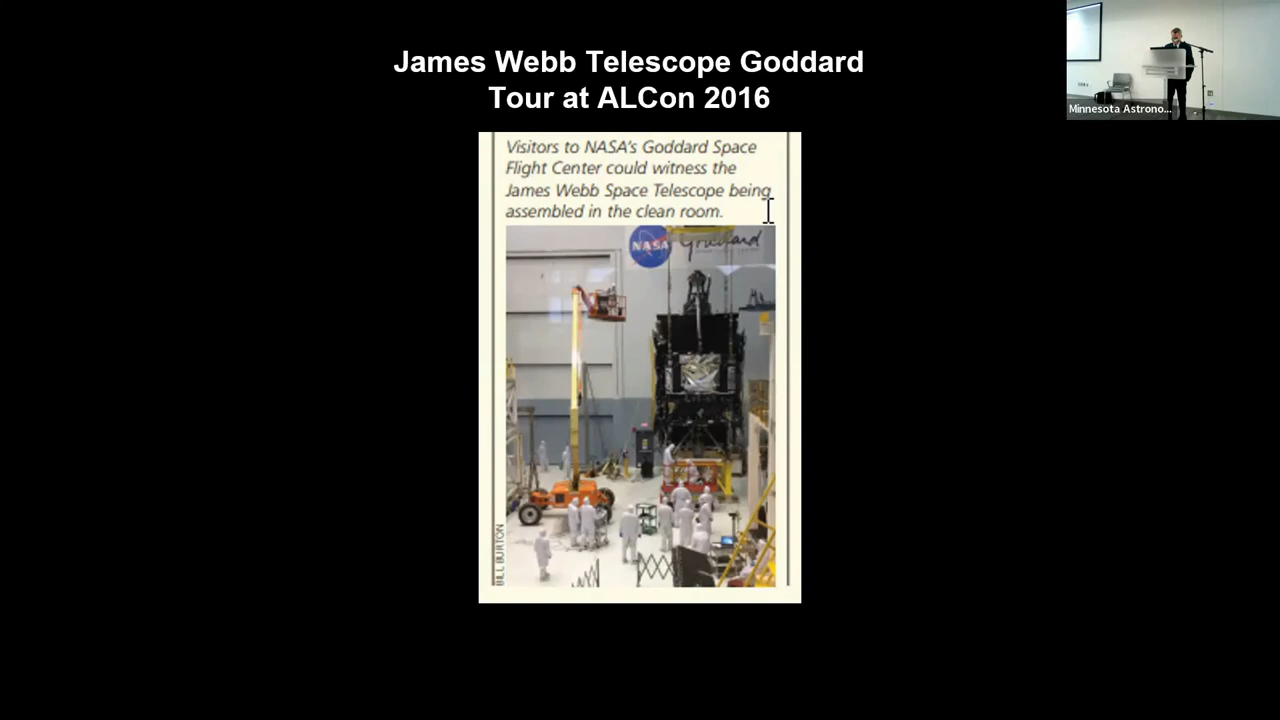 James Webb Telescope Goddard
Tour at ALCon 2016
Minnesota Astrono...
Visitors to NASA's Goddard Space
Flight Center could witness the
James Webb Space Telescope being
assembled in the clean room.
NASA
Goddard
BILL BURTON